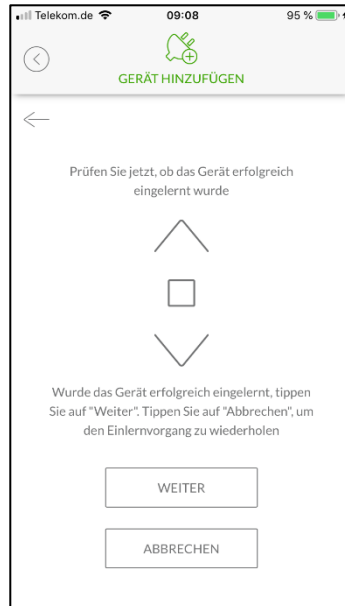 Telekom.de 09:08 95 %
GERÄT HINZUFÜGEN
Prüfen Sie jetzt, ob das Gerät erfolgreich
eingelernt wurde
Wurde das Gerät erfolgreich eingelernt, tippen
Sie auf "Weiter". Tippen Sie auf "Abbrechen", um
den Einlernvorgang zu wiederholen
WEITER
ABBRECHEN